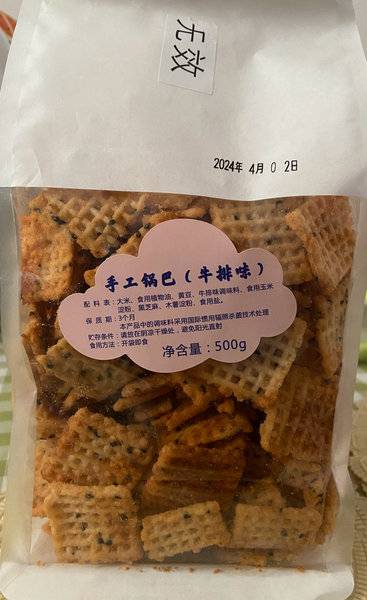 无效
2024年 4月 0 2日
手工锅巴（牛排味）
配 料 表：大米、食用植物油、黄豆、牛排味调味料、食用玉米
淀粉、黑芝麻、木薯淀粉、食用盐。
保 质 期：3个月
本产品中的调味料采用国际惯用辐照杀菌技术处理
贮存条件：请放在阴凉干燥处，避免阳光直射
食用方法：开袋即食
净含量：500g